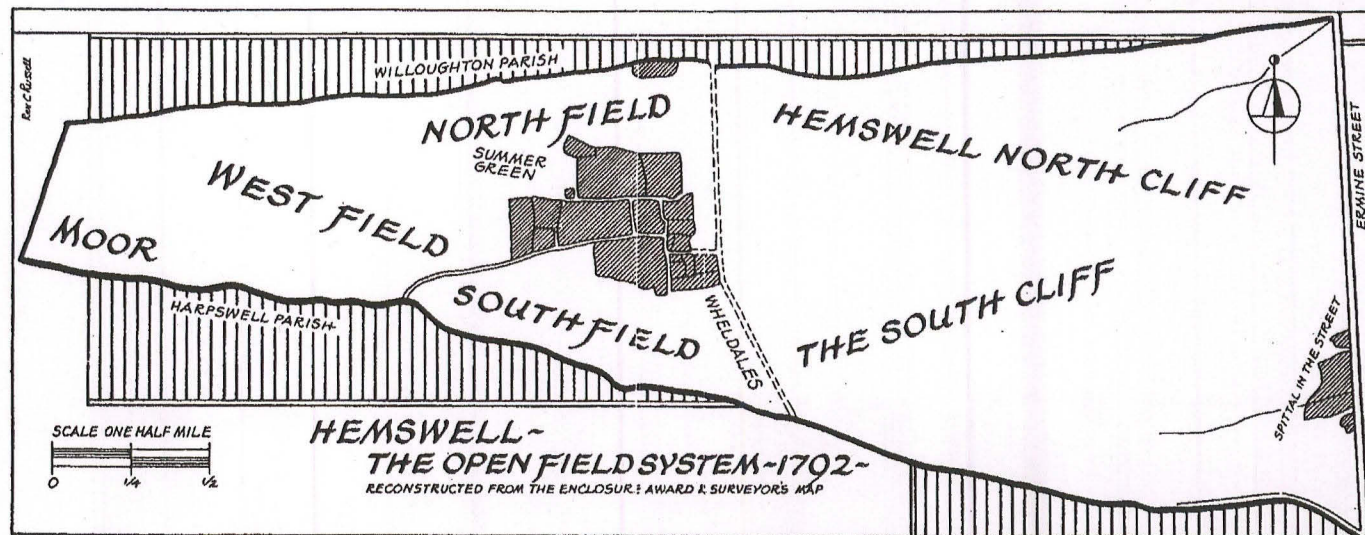 Rex C Russell
WILLOUGHTON PARISH
NORTH FIELD
SUMMER
GREEN
HEMSWELL NORTH CLIFF
ERMINE STREET
WEST FIELD
MOOR
HARPSWELL PARISH
SOUTH FIELD
WHELDALES
THE SOUTH CLIFF
SPITTAL IN THE STREET
SCALE ONE HALF MILE
0 1/4 1/2
HEMSWELL~
THE OPEN FIELD SYSTEM~1792~
RECONSTRUCTED FROM THE ENCLOSURE AWARD & SURVEYOR'S MAP